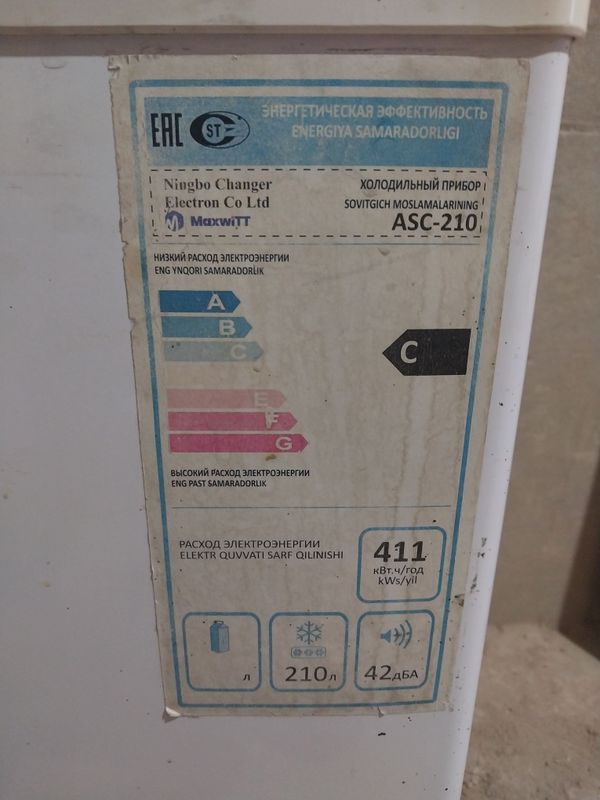 EAC
ST
ЭНЕРГЕТИЧЕСКАЯ ЭФФЕКТИВНОСТЬ
ENERGIYA SAMARADORLIGI
Ningbo Changer
Electron Co Ltd
MAXWITT
ХОЛОДИЛЬНЫЙ ПРИБОР
SOVITGICH MOSLAMALARINING
ASC-210
НИЗКИЙ РАСХОД ЭЛЕКТРОЭНЕРГИИ
ENG YNQORI SAMARADORLIK
A
B
C
C
E
F
G
ВЫСОКИЙ РАСХОД ЭЛЕКТРОЭНЕРГИИ
ENG PAST SAMARADORLIK
РАСХОД ЭЛЕКТРОЭНЕРГИИ
ELEKTR QUVVATI SARF QILINISHI
411
кВт.ч/год
kWs/yil
л
210л
42дБА